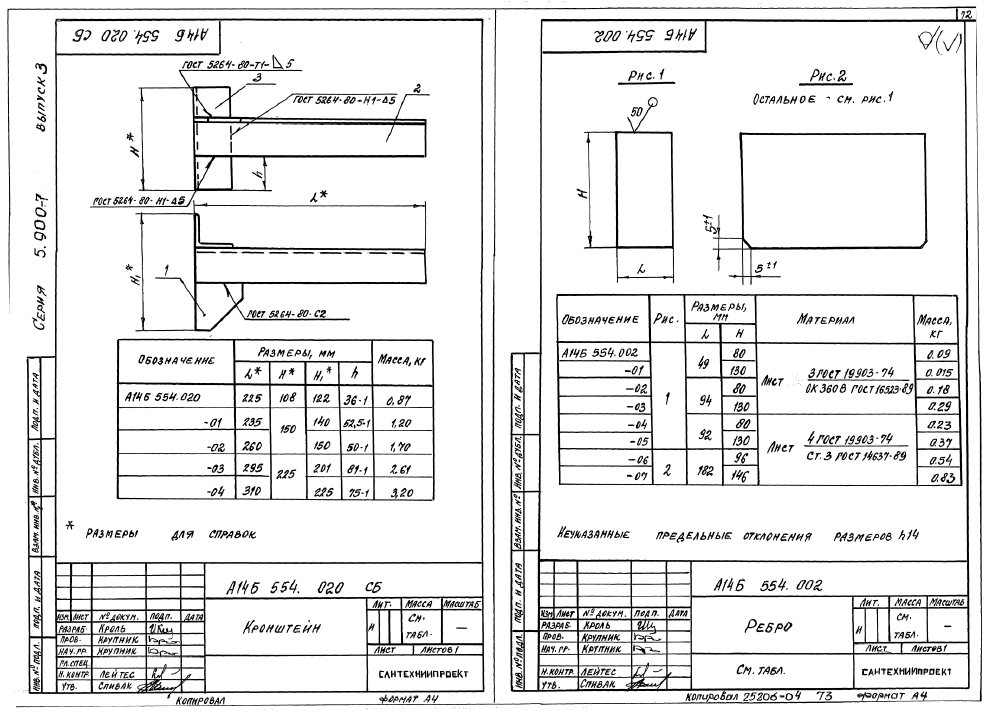 12
Серия 5.900-7 выпуск 3
А14Б 554. 020 СБ
ГОСТ 5264-80-Т1-◺5
3
ГОСТ 5264-80-Н1-Δ5
2
Н*
h
ГОСТ 5264-80-Н1-Δ5
L*
Н₁*
1
ГОСТ 5264-80-С2
Обозначение Размеры, мм Масса, кг
L* Н* Н₁* h
А14Б 554.020 225 108 122 36-1 0,87
-01 235 150 140 62,5-1 1,20
-02 260 150 50-1 1,70
-03 295 225 201 81-1 2,61
-04 310 225 75-1 3,20
* Размеры для справок
А14Б 554. 020 СБ
Кронштейн
Лит. Масса Масштаб
И См. табл. —
Лист Листов 1
САНТЕХНИИПРОЕКТ
Изм. Лист № докум. Подп. Дата
Разраб. Кроль
Пров. Крупник
Нач. гр. Крупник
Гл. спец.
Н. контр Лейтес
Утв. Спивак
Копировал Формат А4
Инв. № подл. Подп. и дата Взам. инв. № Инв. № дубл. Подп. и дата
А14Б 554. 002
Рис. 1
Рис. 2
Остальное - см. рис. 1
50
Н
L
5±1
5±1
Обозначение Рис. Размеры, мм Материал Масса, кг
L Н
А14Б 554.002 1 49 80 Лист 3 ГОСТ 19903-74 / ОК 360 В ГОСТ 16523-89 0.09
-01 130 0.015
-02 94 80 0.18
-03 130 0.29
-04 92 80 Лист 4 ГОСТ 19903-74 / Ст. 3 ГОСТ 14637-89 0.23
-05 130 0.37
-06 2 182 96 0.54
-07 146 0.83
Неуказанные предельные отклонения размеров h14
А14Б 554. 002
Ребро
Лит. Масса Масштаб
И См. табл. —
Лист Листов 1
См. табл.
САНТЕХНИИПРОЕКТ
Изм. Лист № докум. Подп. Дата
Разраб. Кроль
Пров. Крупник
Нач. гр. Крупник
Н. контр. Лейтес
Утв. Спивак
Копировал 25206-04 73 Формат А4
Инв. № подл. Подп. и дата Взам. инв. № Инв. № дубл. Подп. и дата